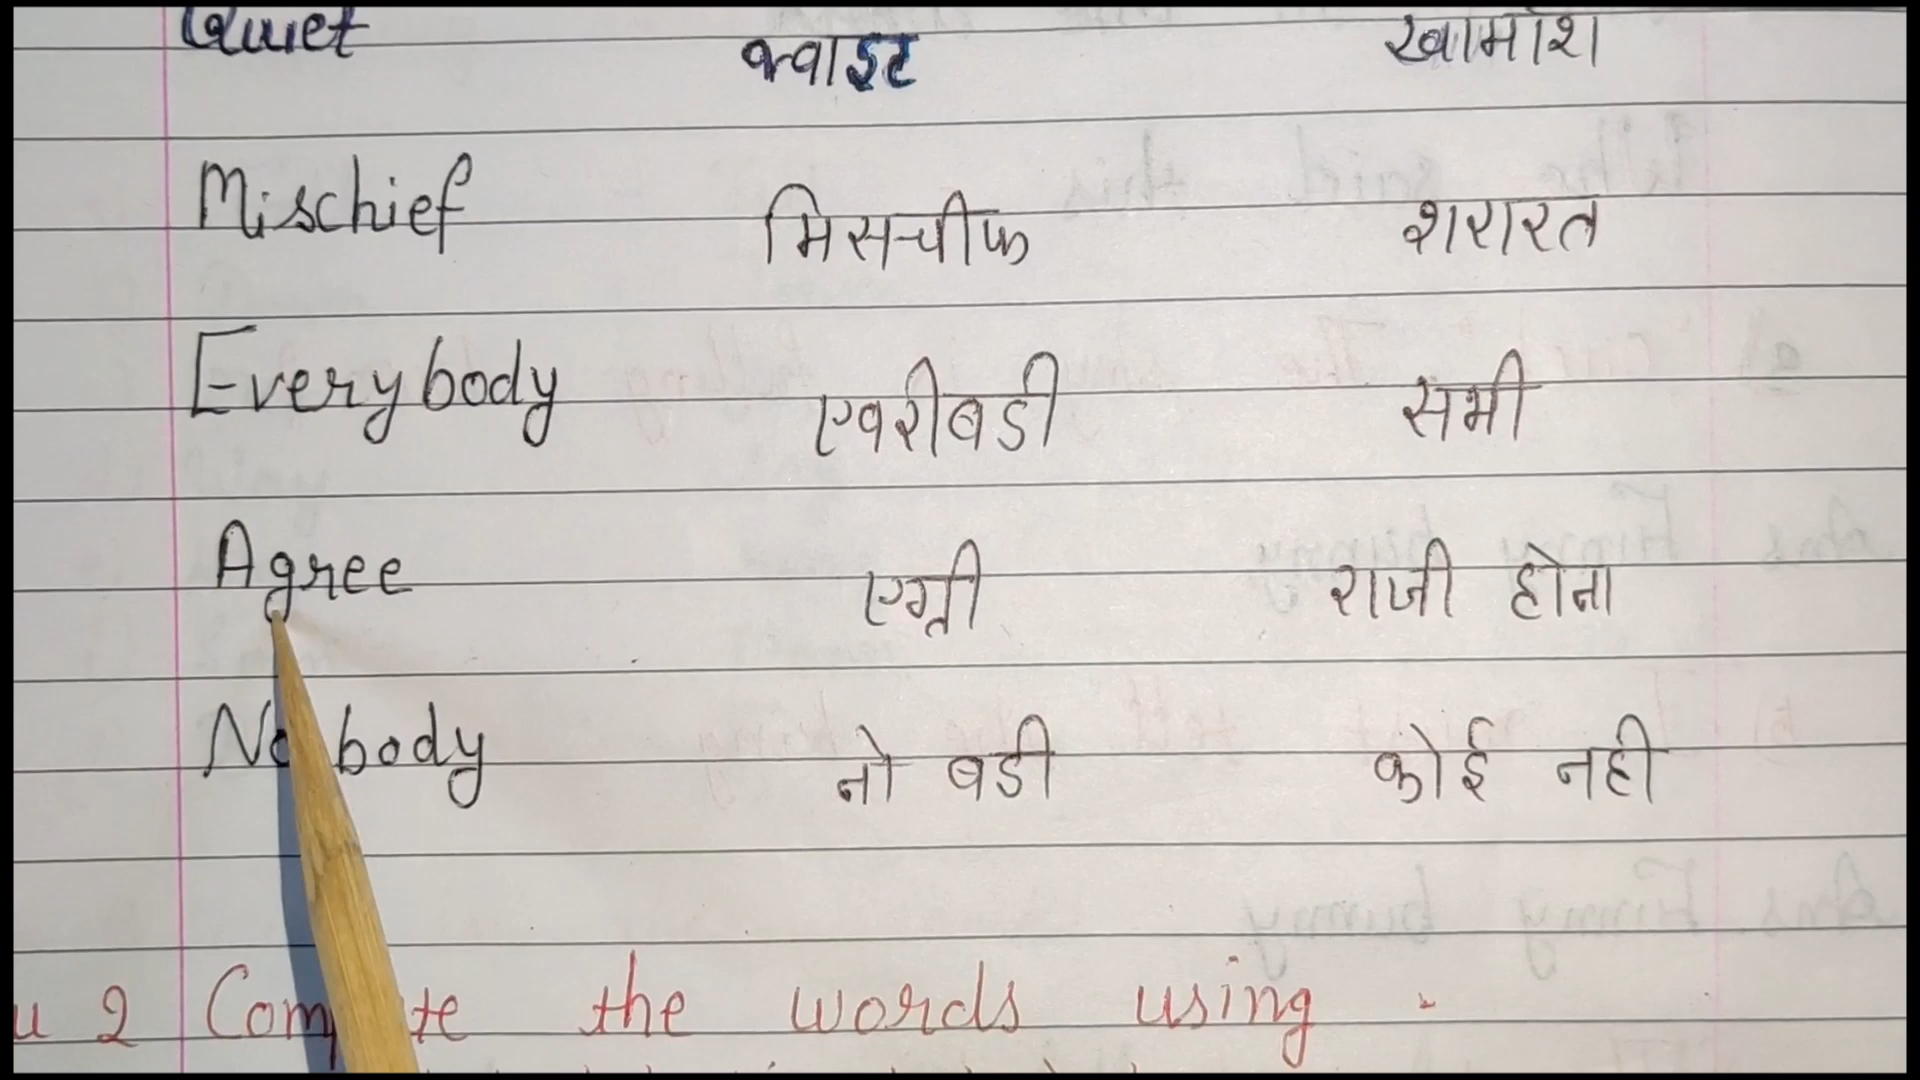 Quiet क्वाइट खामोश
Mischief मिसचीफ शरारत
Everybody एवरीबडी सभी
Agree एग्री राजी होना
No body नो बडी कोई नही
u 2 the words using -